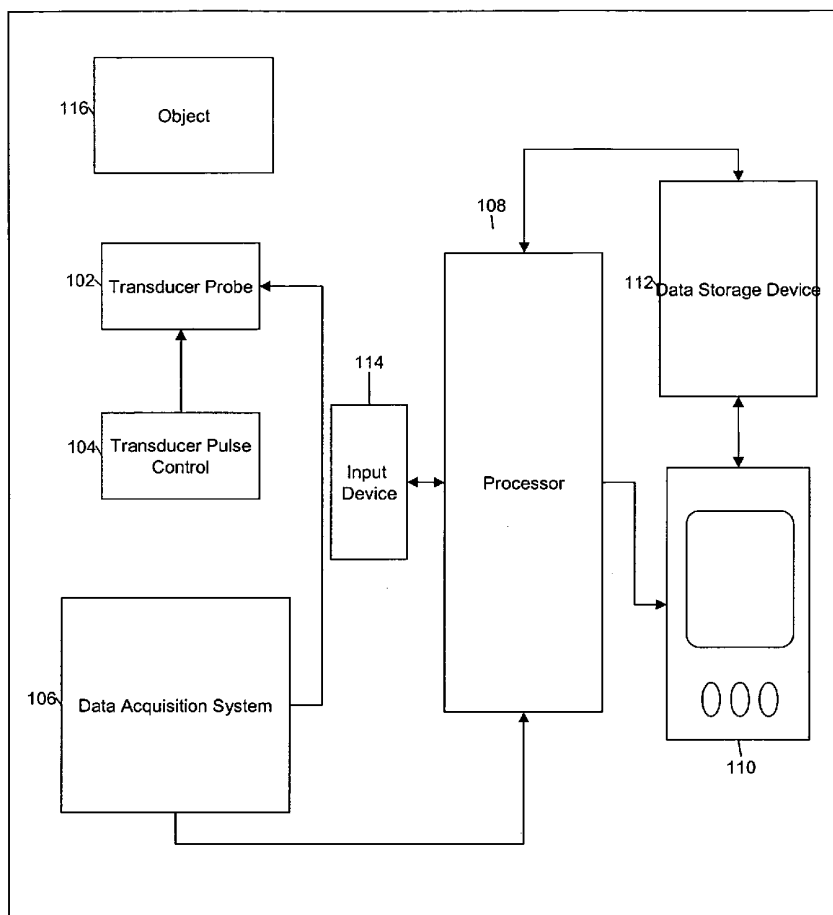 116
Object
108
102
Transducer Probe
112
Data Storage Device
114
104
Transducer Pulse
Control
Input
Device
Processor
106
Data Acquisition System
110